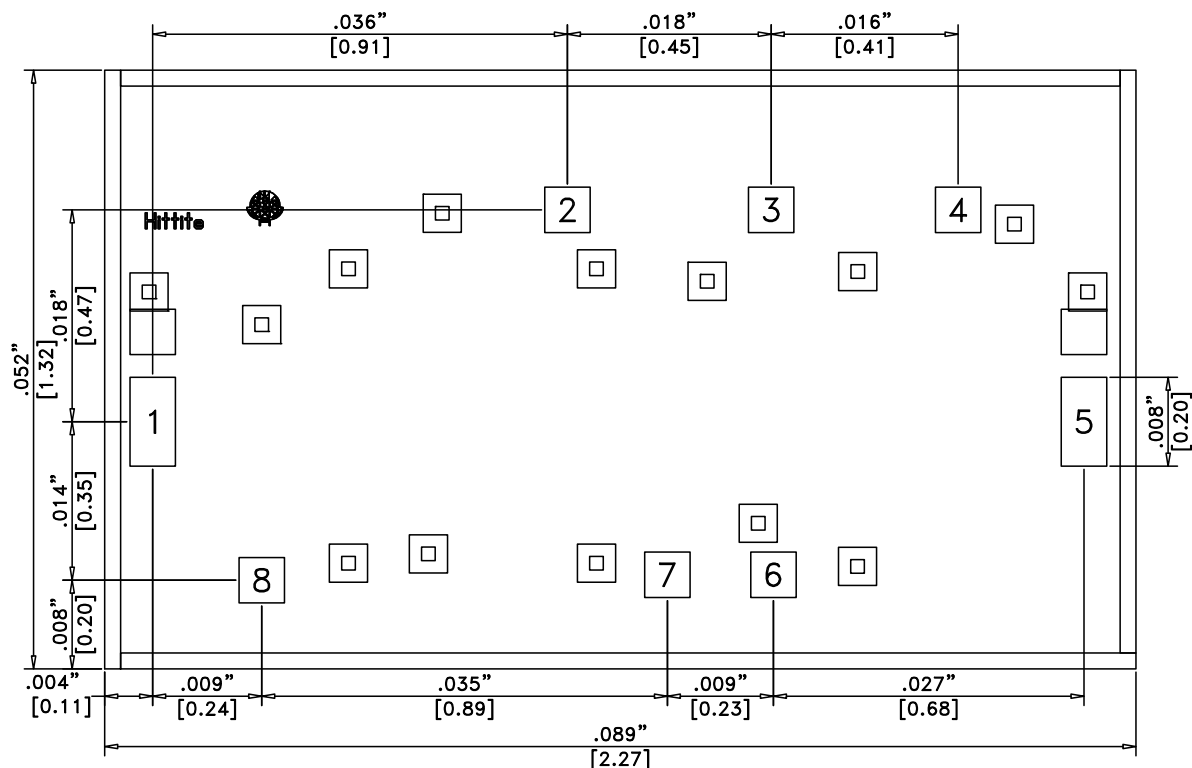 .036” .018” .016”
[0.91] [0.45] [0.41]
Hittite 2 3 4
.018”
[0.47]
.052”
[1.32]
1 5
.008”
[0.20]
.014”
[0.35]
8 7 6
.008”
[0.20]
.004” .009” .035” .009” .027”
[0.11] [0.24] [0.89] [0.23] [0.68]
.089”
[2.27]